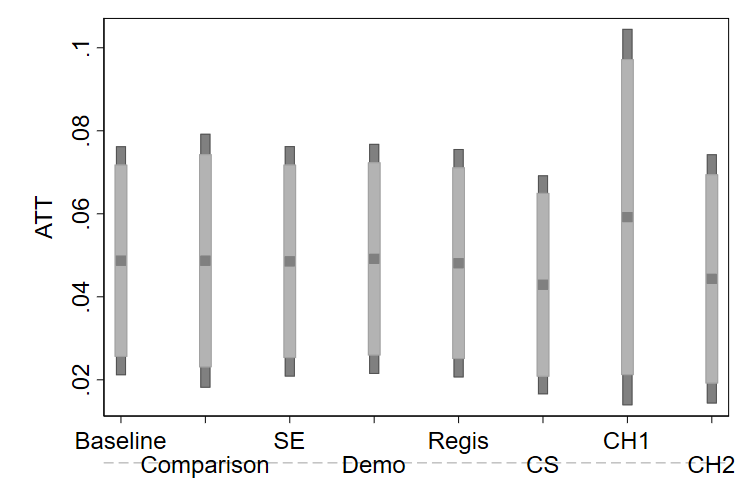 .1
.08
.06
.04
.02
ATT
Baseline SE Regis CH1
Comparison Demo CS CH2